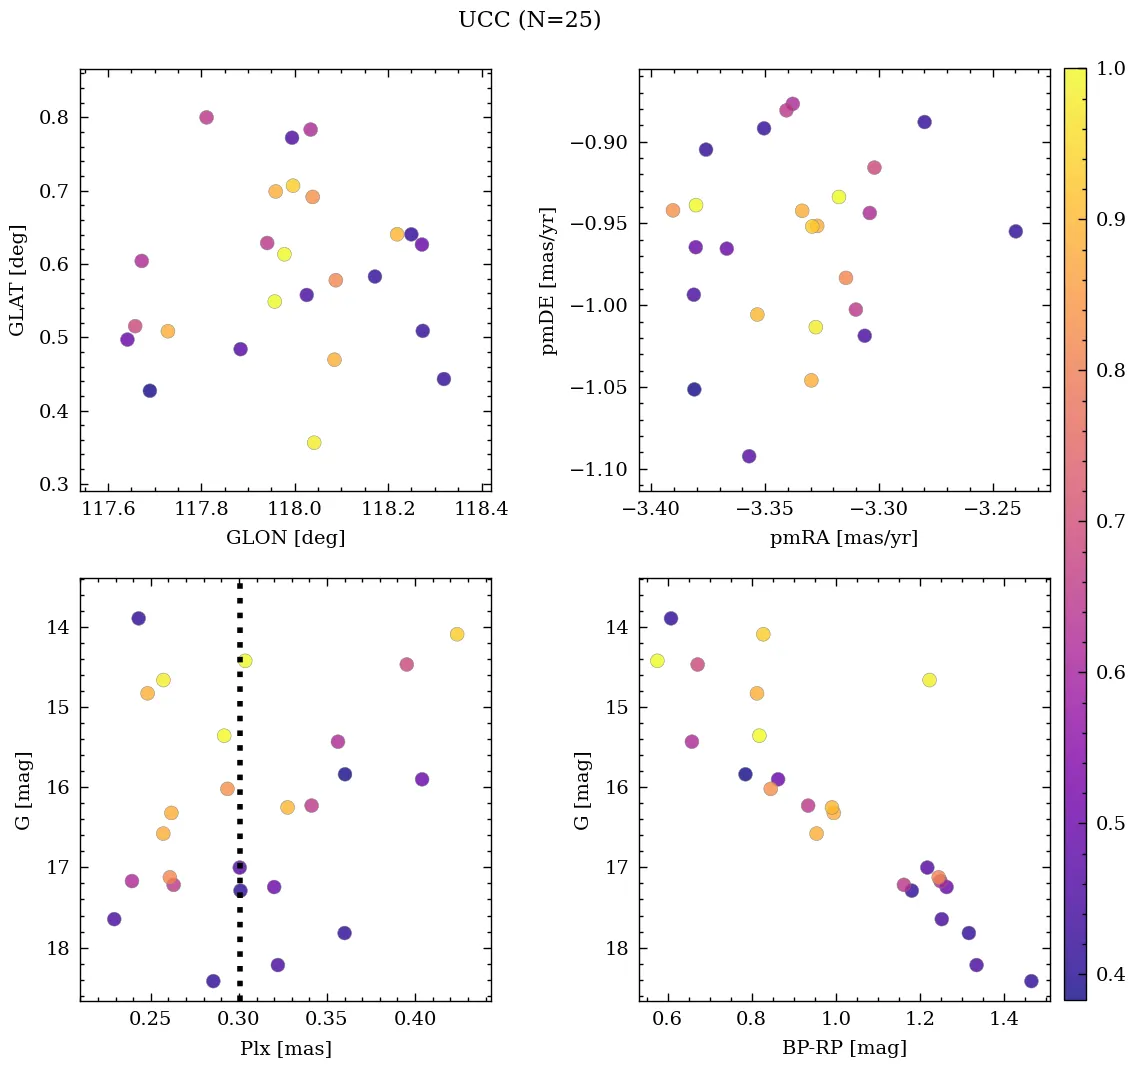 UCC (N=25)
0.8
0.7
0.6
0.5
0.4
0.3
GLAT [deg]
117.6 117.8 118.0 118.2 118.4
GLON [deg]
−0.90
−0.95
−1.00
−1.05
−1.10
pmDE [mas/yr]
−3.40 −3.35 −3.30 −3.25
pmRA [mas/yr]
14
15
16
17
18
G [mag]
0.25 0.30 0.35 0.40
Plx [mas]
14
15
16
17
18
G [mag]
0.6 0.8 1.0 1.2 1.4
BP-RP [mag]
1.0
0.9
0.8
0.7
0.6
0.5
0.4